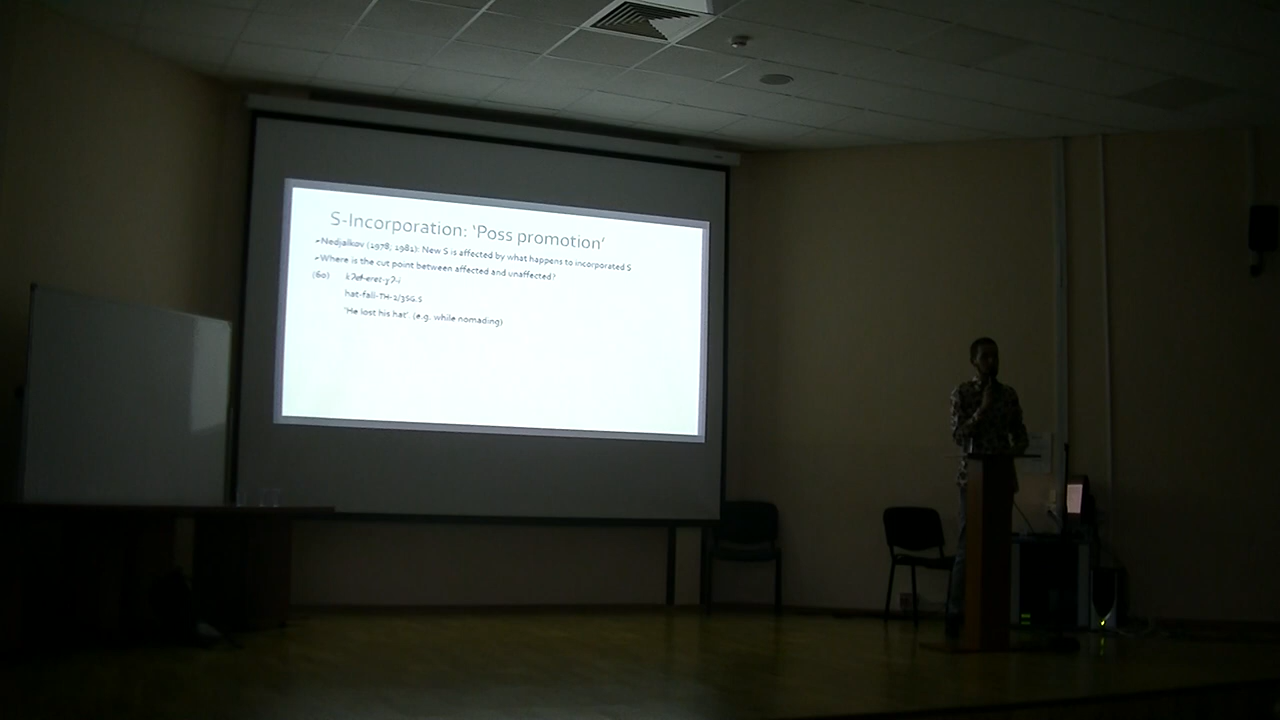 S-Incorporation: ‘Poss promotion’
Nedjalkov (1978, 1981): New S is affected by what happens to incorporated S
Where is the cut point between affected and unaffected?
(60)
hat-fall-TH-2/3SG.S
‘He lost his hat’ (e.g. while nomading)